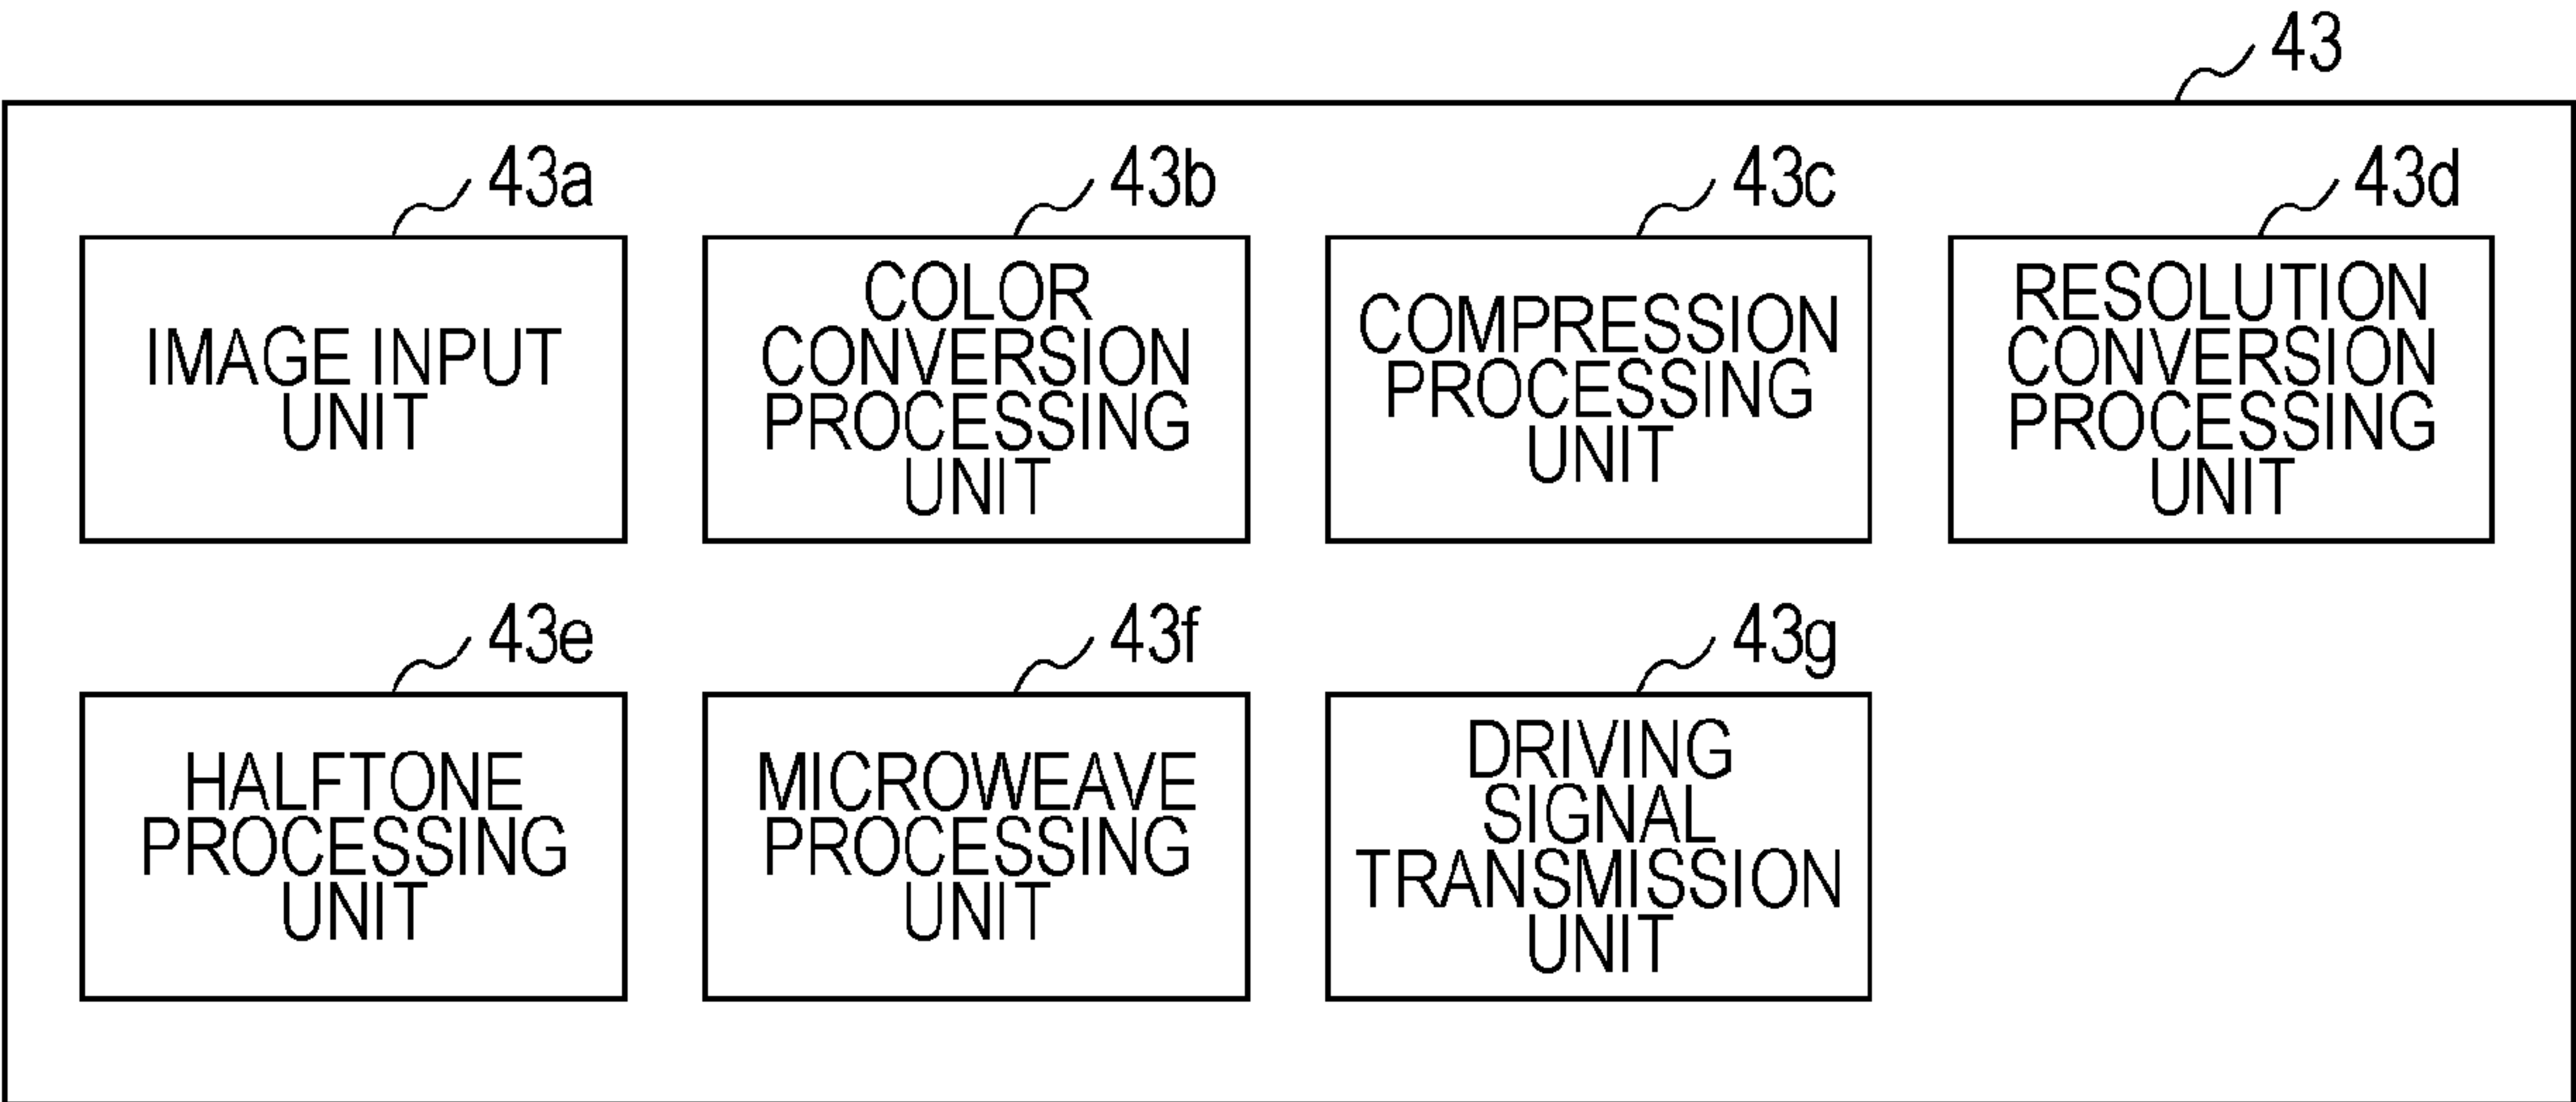 43
43a
IMAGE INPUT
UNIT
43b
COLOR
CONVERSION
PROCESSING
UNIT
43c
COMPRESSION
PROCESSING
UNIT
43d
RESOLUTION
CONVERSION
PROCESSING
UNIT
43e
HALFTONE
PROCESSING
UNIT
43f
MICROWEAVE
PROCESSING
UNIT
43g
DRIVING
SIGNAL
TRANSMISSION
UNIT